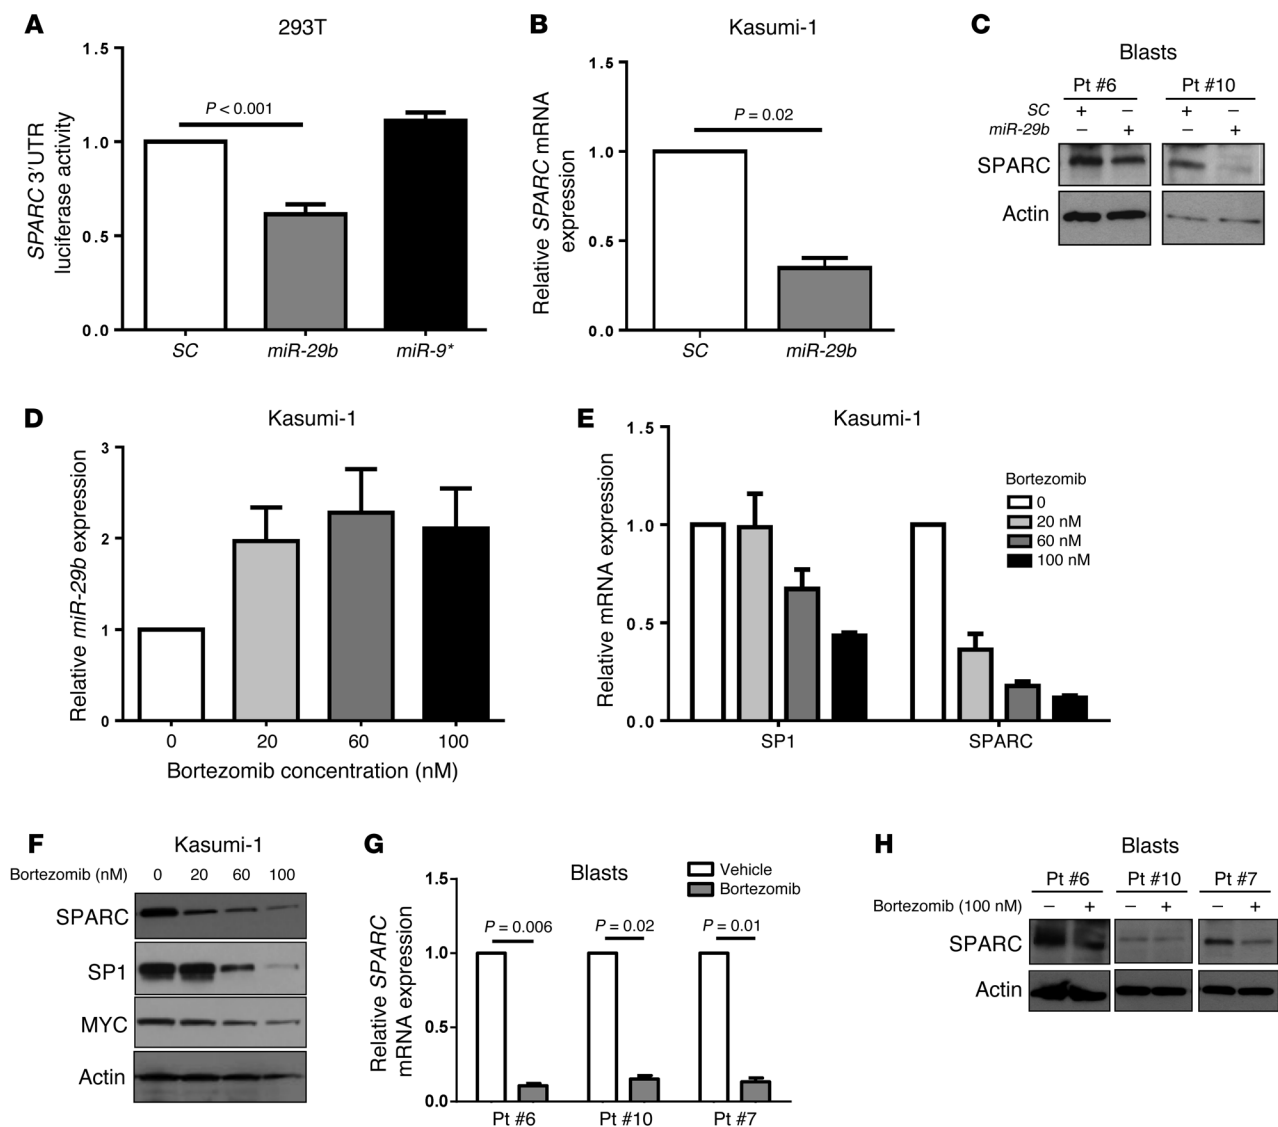 A
293T
SPARC 3'UTR
luciferase activity
1.5
1.0
0.5
0.0
P < 0.001
SC
miR-29b
miR-9*
B
Kasumi-1
Relative SPARC mRNA
expression
1.5
1.0
0.5
0.0
P = 0.02
SC
miR-29b
C
Blasts
Pt #6 Pt #10
SC + – + –
miR-29b – + – +
SPARC
Actin
D
Kasumi-1
Relative miR-29b expression
3
2
1
0
0 20 60 100
Bortezomib concentration (nM)
E
Kasumi-1
Relative mRNA expression
1.5
1.0
0.5
0.0
SP1 SPARC
Bortezomib
0
20 nM
60 nM
100 nM
F
Kasumi-1
Bortezomib (nM) 0 20 60 100
SPARC
SP1
MYC
Actin
G
Blasts
Vehicle
Bortezomib
Relative SPARC
mRNA expression
1.5
1.0
0.5
0.0
P = 0.006 P = 0.02 P = 0.01
Pt #6 Pt #10 Pt #7
H
Blasts
Pt #6 Pt #10 Pt #7
Bortezomib (100 nM) – + – + – +
SPARC
Actin